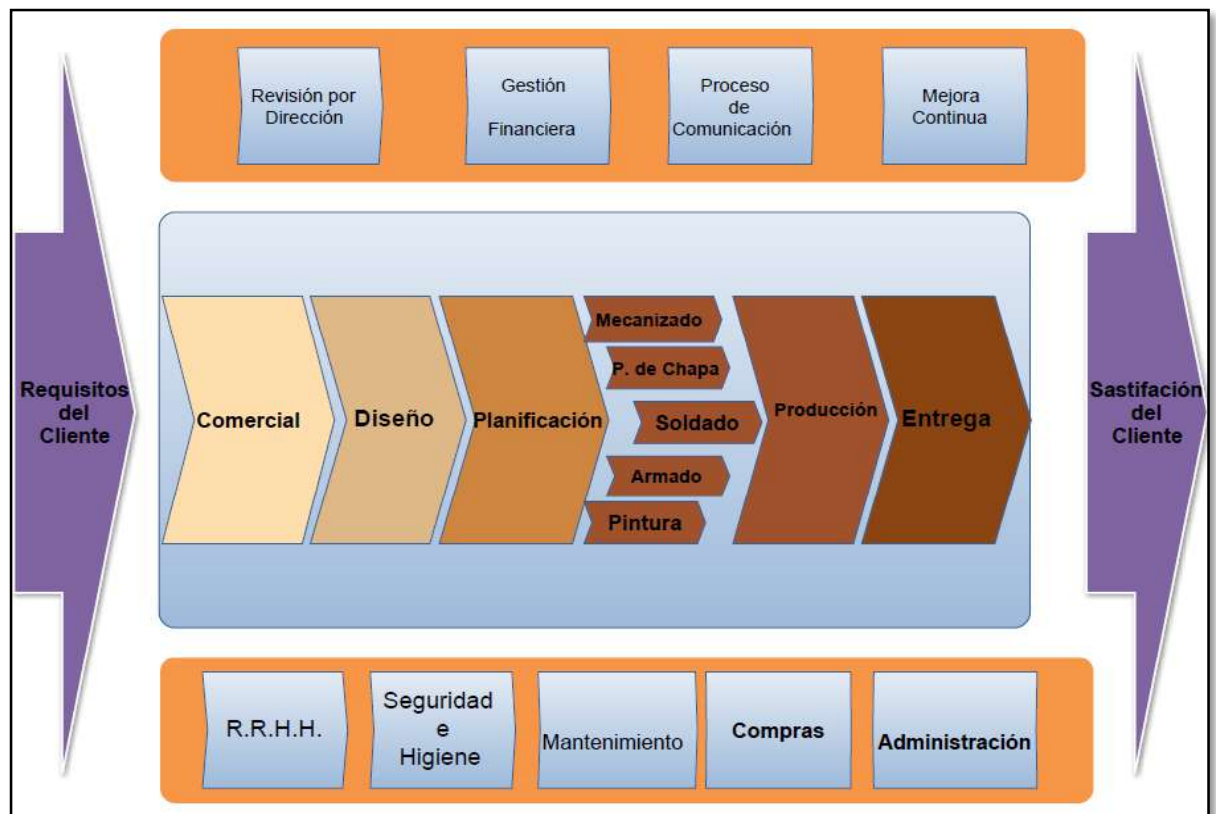 Revisión por
Dirección
Gestión
Financiera
Proceso
de
Comunicación
Mejora
Continua
Requisitos
del
Cliente
Comercial
Diseño
Planificación
Mecanizado
P. de Chapa
Soldado
Armado
Pintura
Producción
Entrega
Sastifación
del
Cliente
R.R.H.H.
Seguridad
e
Higiene
Mantenimiento
Compras
Administración